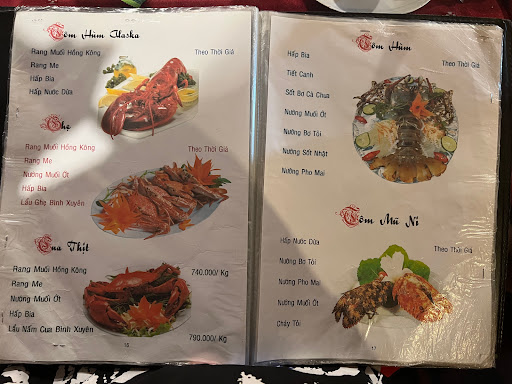 Tôm Hùm Alaska
Rang Muối Hồng Kông Theo Thời Giá
Rang Me
Hấp Bia
Hấp Nước Dừa
Ghẹ
Rang Muối Hồng Kông Theo Thời Giá
Rang Me
Nướng Muối Ớt
Hấp Bia
Lẩu Ghẹ Bình Xuyên
Cua Thịt
Rang Muối Hồng Kông 740.000/ Kg
Rang Me
Nướng Muối Ớt
Hấp Bia
Lẩu Nấm Cua Bình Xuyên 790.000/ Kg
16
Tôm Hùm
Hấp Bia Theo Thời Giá
Tiết Canh
Sốt Bơ Cà Chua
Nướng Muối Ớt
Nướng Bơ Tỏi
Nướng Sốt Nhật
Nướng Pho Mai
Tôm Mũ Ni
Hấp Nước Dừa Theo Thời Giá
Nướng Bơ Tỏi
Nướng Pho Mai
Nướng Muối Ớt
Cháy Tỏi
17